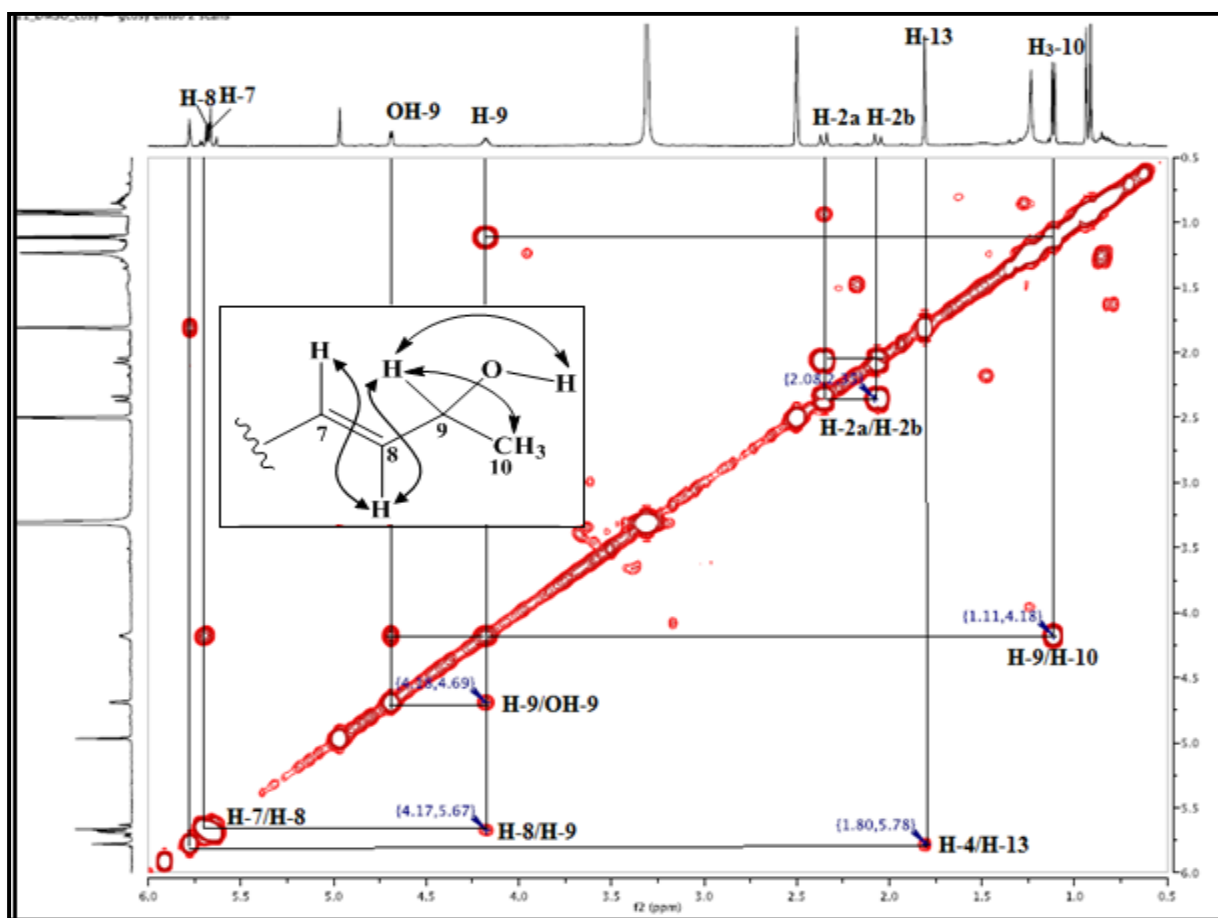 H-13
H₃-10
H-8 H-7
OH-9
H-9
H-2a H-2b
0.5
1.0
1.5
2.0
2.5
3.0
3.5
4.0
4.5
5.0
5.5
6.0
H H O H
7 8 9 10 CH₃
H
H-2a/H-2b
{1.11,4.18}
H-9/H-10
H-9/OH-9
H-7/H-8
{4.17,5.67}
H-8/H-9
{1.80,5.78}
H-4/H-13
6.0 5.5 5.0 4.5 4.0 3.5 3.0 2.5 2.0 1.5 1.0 0.5
f2 (ppm)